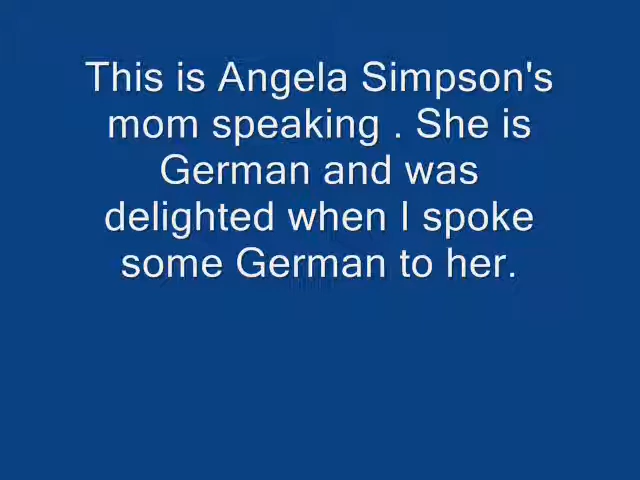 This is Angela Simpson's
mom speaking . She is
German and was
delighted when I spoke
some German to her.